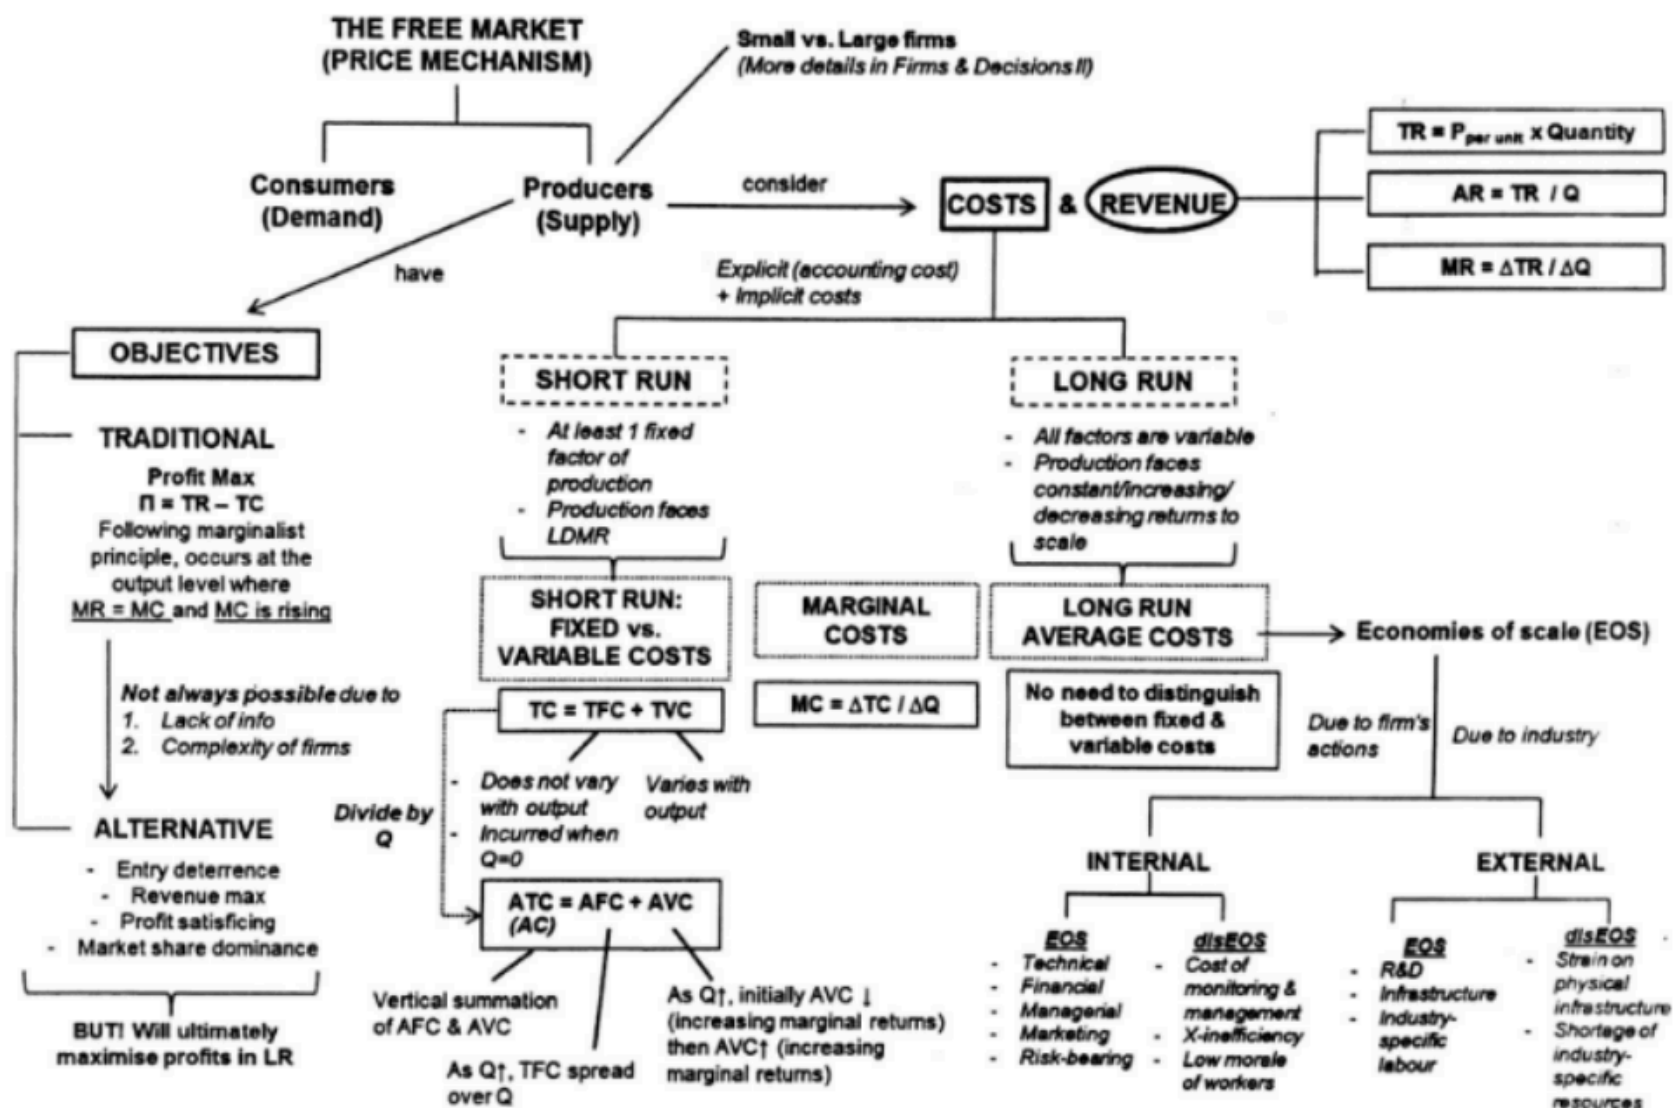 THE FREE MARKET
(PRICE MECHANISM)
Small vs. Large firms
(More details in Firms & Decisions II)
Consumers
(Demand)
Producers
(Supply)
consider
COSTS & REVENUE
TR = Pper unit x Quantity
AR = TR / Q
MR = ΔTR / ΔQ
have
Explicit (accounting cost)
+ Implicit costs
OBJECTIVES
TRADITIONAL
Profit Max
Π = TR – TC
Following marginalist
principle, occurs at the
output level where
MR = MC and MC is rising
Not always possible due to
1. Lack of info
2. Complexity of firms
ALTERNATIVE
- Entry deterrence
- Revenue max
- Profit satisficing
- Market share dominance
BUT! Will ultimately
maximise profits in LR
SHORT RUN
- At least 1 fixed
factor of
production
- Production faces
LDMR
SHORT RUN:
FIXED vs.
VARIABLE COSTS
TC = TFC + TVC
- Does not vary
with output
- Incurred when
Q=0
Varies with
output
Divide by
Q
ATC = AFC + AVC
(AC)
Vertical summation
of AFC & AVC
As Q↑, TFC spread
over Q
As Q↑, initially AVC ↓
(increasing marginal returns)
then AVC↑ (increasing
marginal returns)
MARGINAL
COSTS
MC = ΔTC / ΔQ
LONG RUN
- All factors are variable
- Production faces
constant/increasing/
decreasing returns to
scale
LONG RUN
AVERAGE COSTS
No need to distinguish
between fixed &
variable costs
Economies of scale (EOS)
Due to firm's
actions
Due to industry
INTERNAL
EOS
- Technical
- Financial
- Managerial
- Marketing
- Risk-bearing
disEOS
- Cost of
monitoring &
management
- X-inefficiency
- Low morale
of workers
EXTERNAL
EOS
- R&D
- Infrastructure
- Industry-
specific
labour
disEOS
- Strain on
physical
infrastructure
- Shortage of
industry-
specific
resources